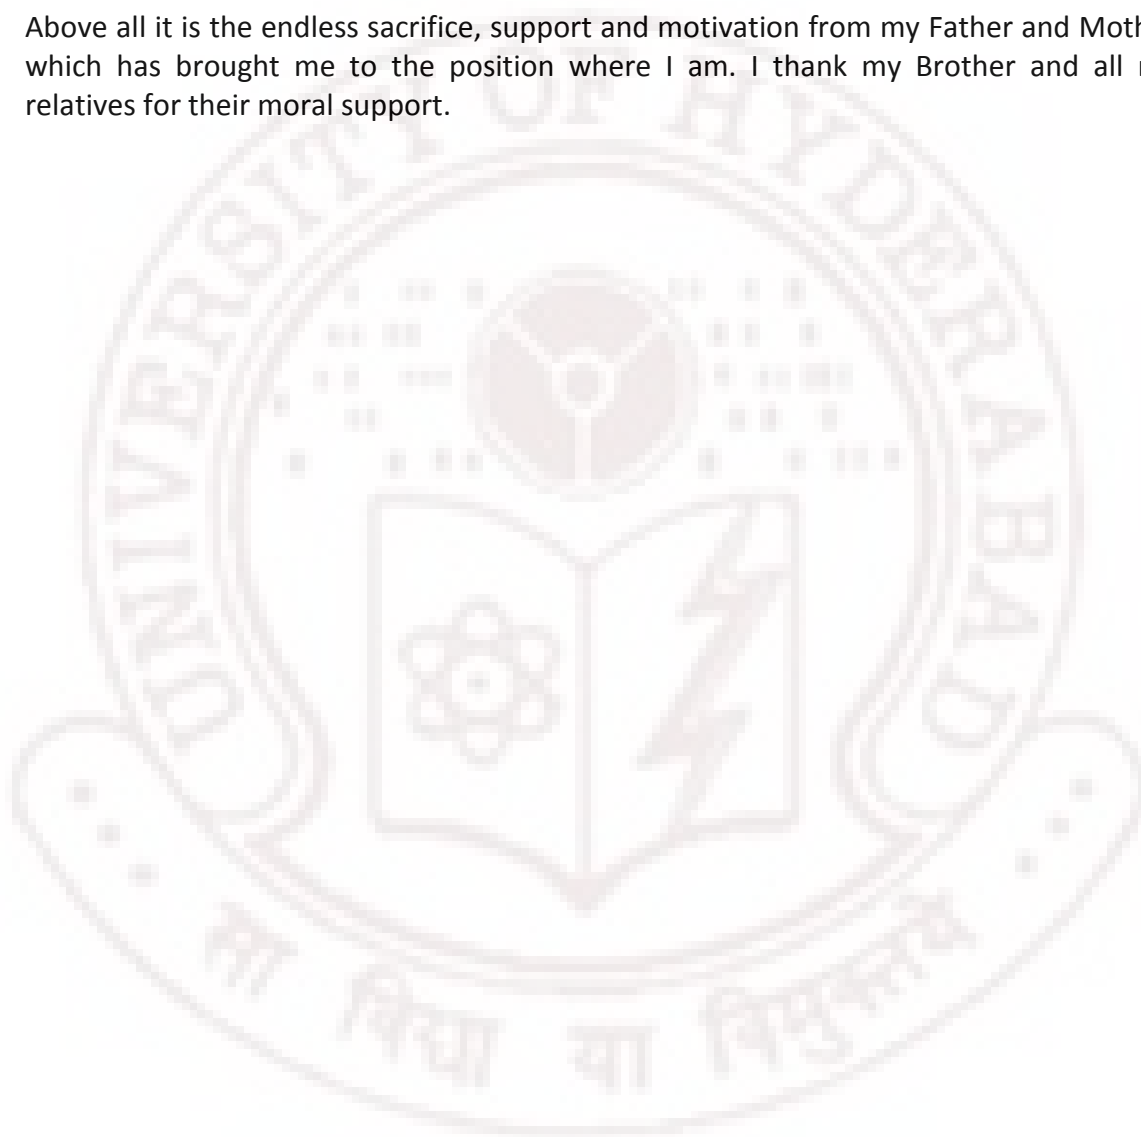 Above all it is the endless sacrifice, support and motivation from my Father and Moth
which has brought me to the position where I am. I thank my Brother and all
relatives for their moral support.
UNIVERSITY OF HYDERABAD
सा विद्या या विमुक्तये